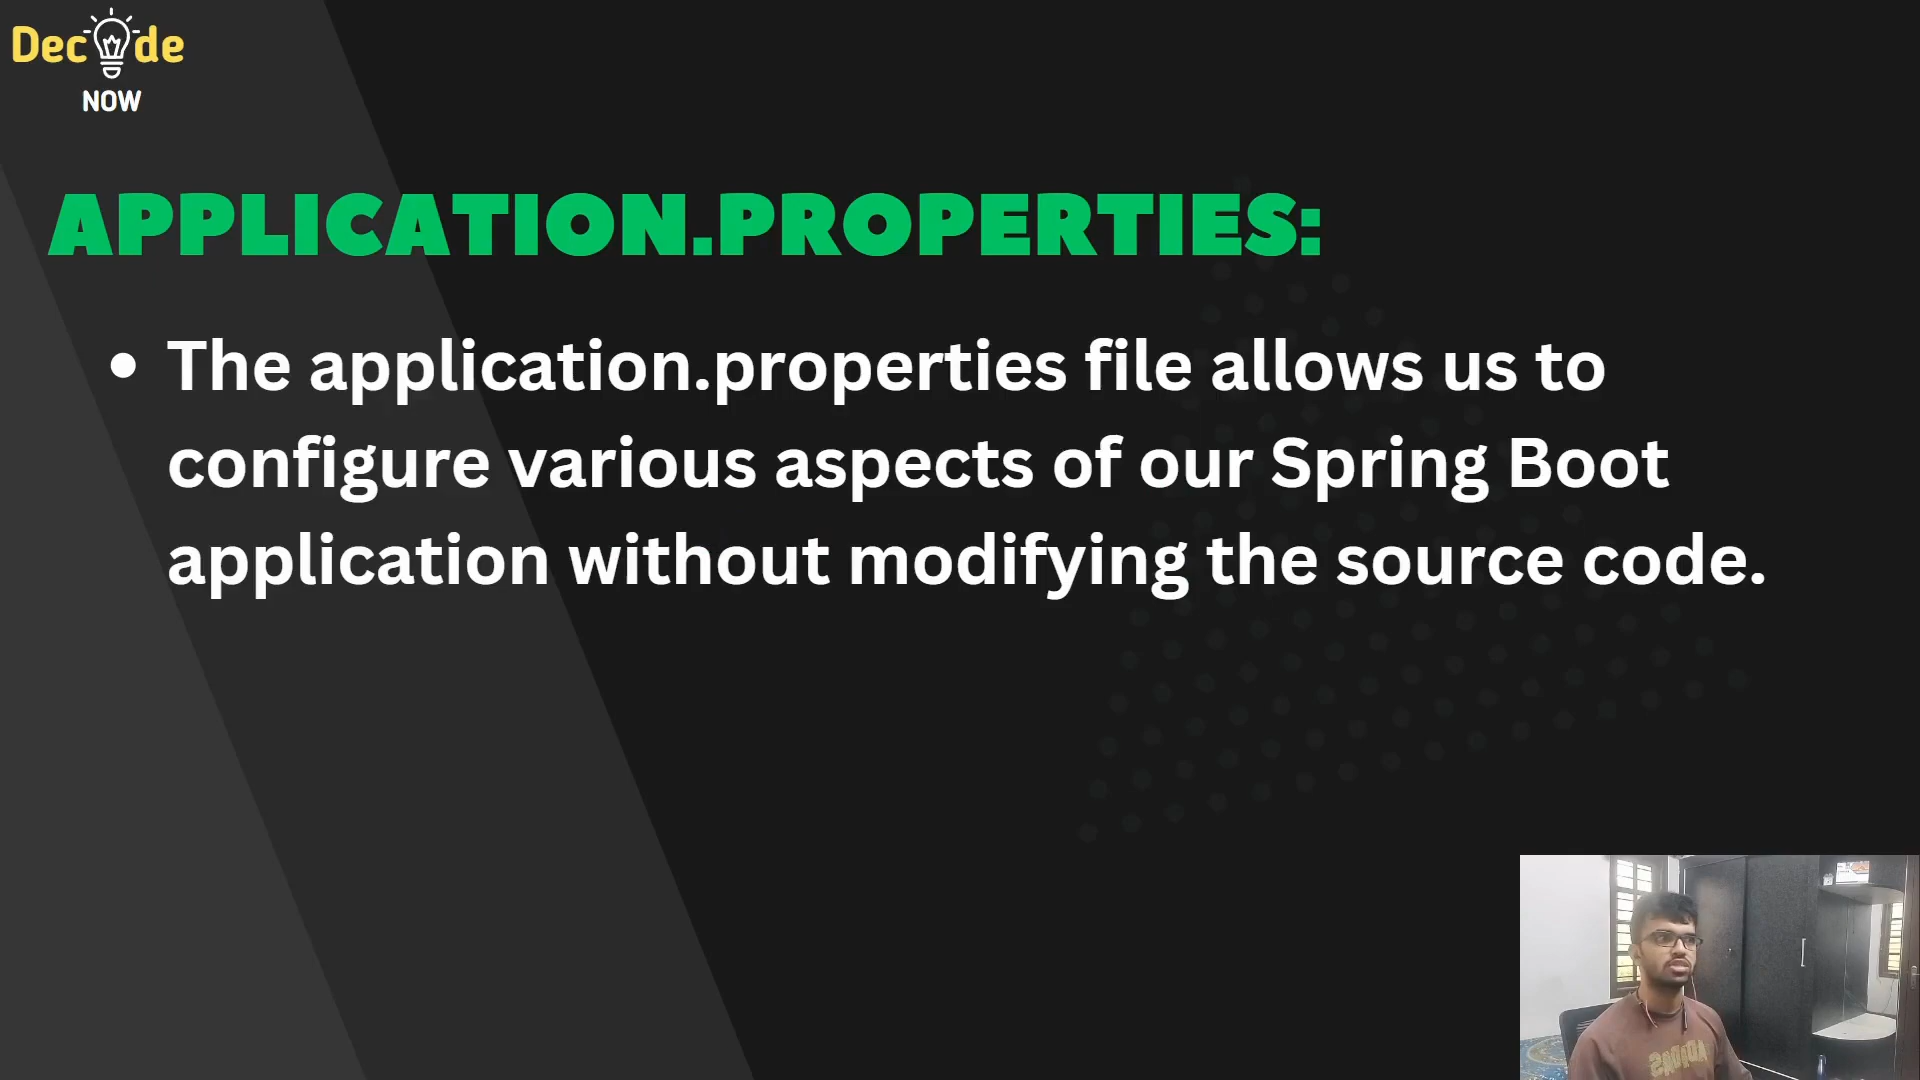 Decode
NOW
APPLICATION.PROPERTIES:
• The application.properties file allows us to
configure various aspects of our Spring Boot
application without modifying the source code.